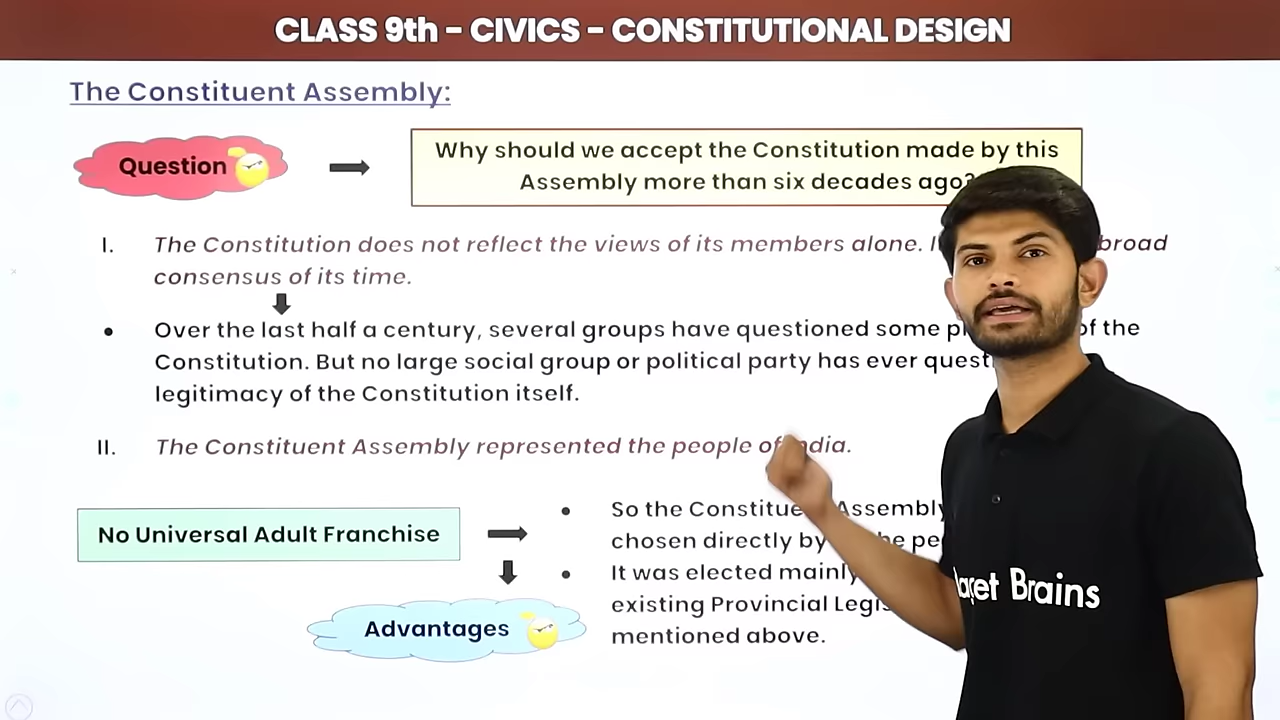 CLASS 9th - CIVICS - CONSTITUTIONAL DESIGN
The Constituent Assembly:
Question
Why should we accept the Constitution made by this
Assembly more than six decades ago?
I. The Constitution does not reflect the views of its members alone. broad
consensus of its time.
• Over the last half a century, several groups have questioned some of the
Constitution. But no large social group or political party has ever
legitimacy of the Constitution itself.
II. The Constituent Assembly represented the people of India.
No Universal Adult Franchise
• So the Constituent Assembly
chosen directly by the
• It was elected mainly
existing Provincial
mentioned above.
Advantages
Brains